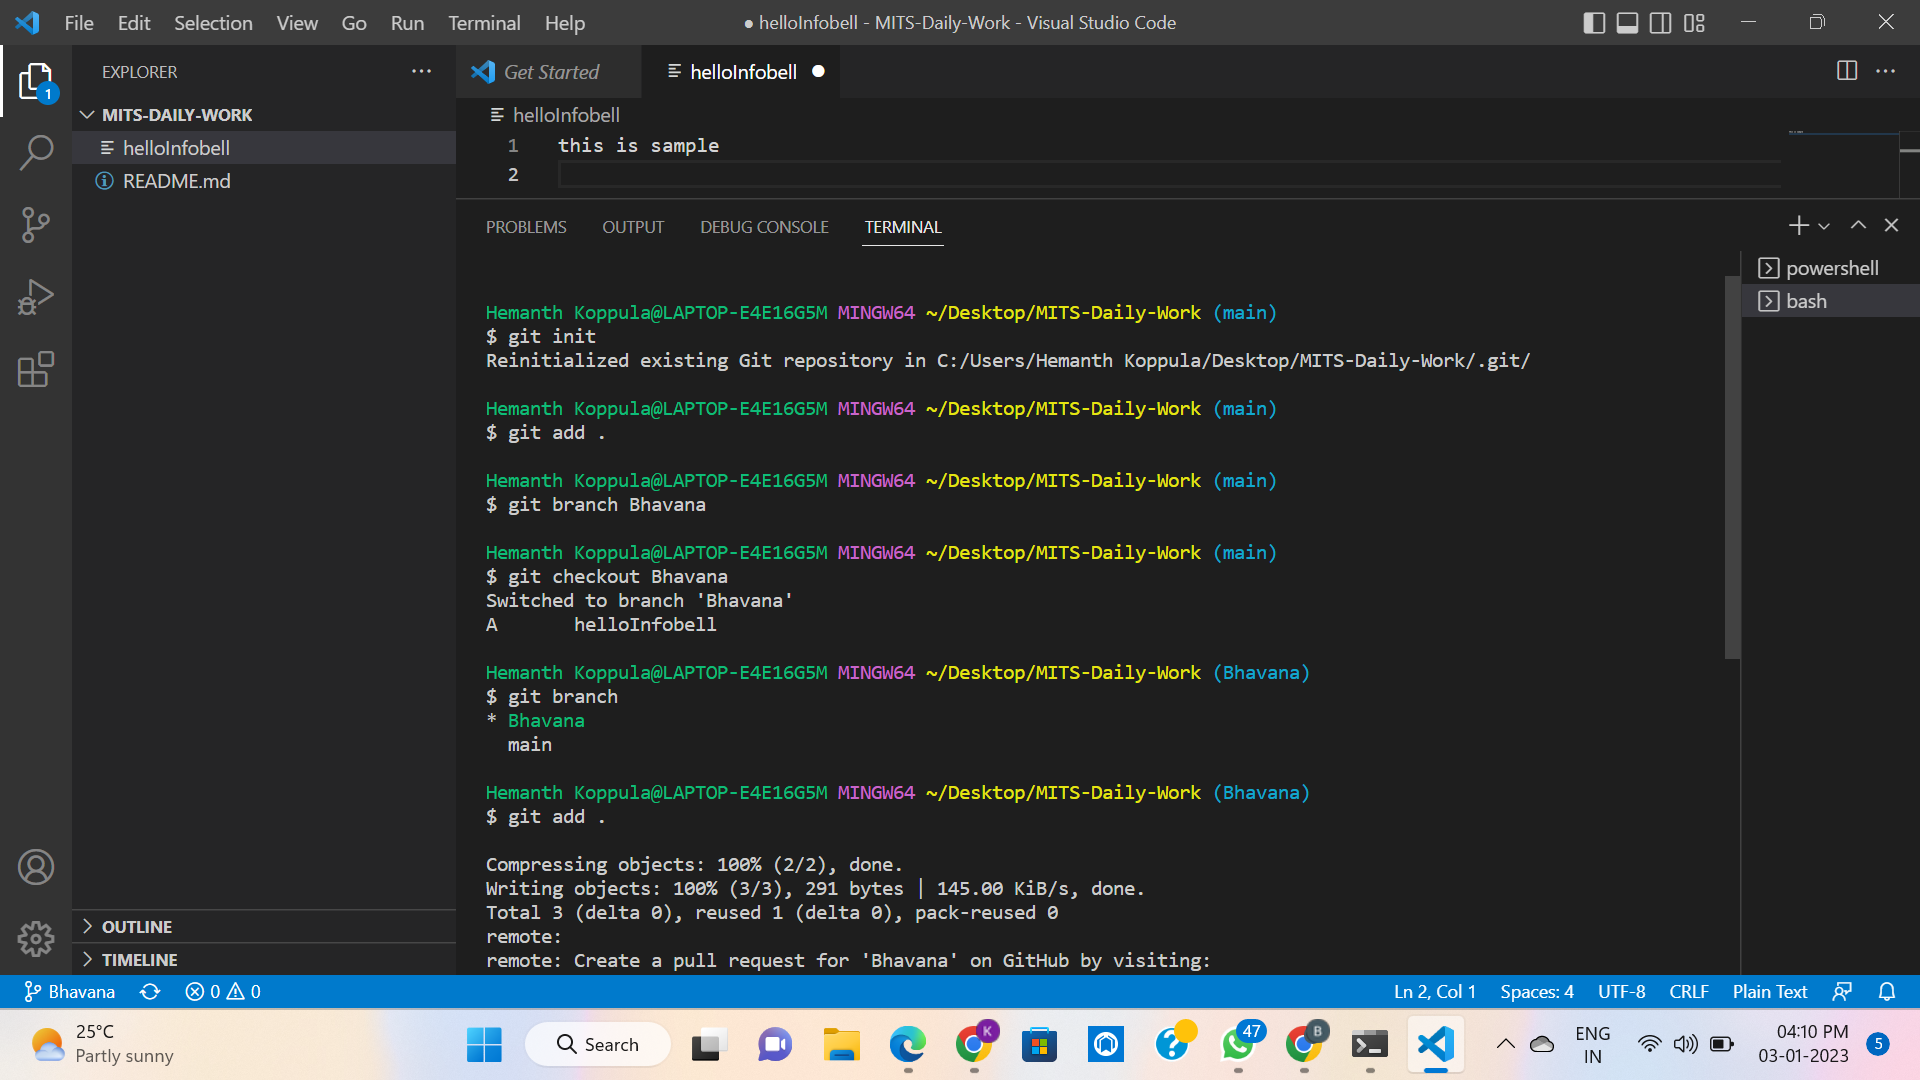 File Edit Selection View Go Run Terminal Help
● helloInfobell - MITS-Daily-Work - Visual Studio Code
EXPLORER
1
MITS-DAILY-WORK
helloInfobell
README.md
OUTLINE
TIMELINE
Get Started
helloInfobell
helloInfobell
1 this is sample
2
PROBLEMS OUTPUT DEBUG CONSOLE TERMINAL
powershell
bash
Hemanth Koppula@LAPTOP-E4E16G5M MINGW64 ~/Desktop/MITS-Daily-Work (main)
$ git init
Reinitialized existing Git repository in C:/Users/Hemanth Koppula/Desktop/MITS-Daily-Work/.git/
Hemanth Koppula@LAPTOP-E4E16G5M MINGW64 ~/Desktop/MITS-Daily-Work (main)
$ git add .
Hemanth Koppula@LAPTOP-E4E16G5M MINGW64 ~/Desktop/MITS-Daily-Work (main)
$ git branch Bhavana
Hemanth Koppula@LAPTOP-E4E16G5M MINGW64 ~/Desktop/MITS-Daily-Work (main)
$ git checkout Bhavana
Switched to branch 'Bhavana'
A helloInfobell
Hemanth Koppula@LAPTOP-E4E16G5M MINGW64 ~/Desktop/MITS-Daily-Work (Bhavana)
$ git branch
* Bhavana
main
Hemanth Koppula@LAPTOP-E4E16G5M MINGW64 ~/Desktop/MITS-Daily-Work (Bhavana)
$ git add .
Compressing objects: 100% (2/2), done.
Writing objects: 100% (3/3), 291 bytes | 145.00 KiB/s, done.
Total 3 (delta 0), reused 1 (delta 0), pack-reused 0
remote:
remote: Create a pull request for 'Bhavana' on GitHub by visiting:
Bhavana 0 0 Ln 2, Col 1 Spaces: 4 UTF-8 CRLF Plain Text
25°C
Partly sunny
Search
K
47
B
ENG
IN
04:10 PM
03-01-2023
5